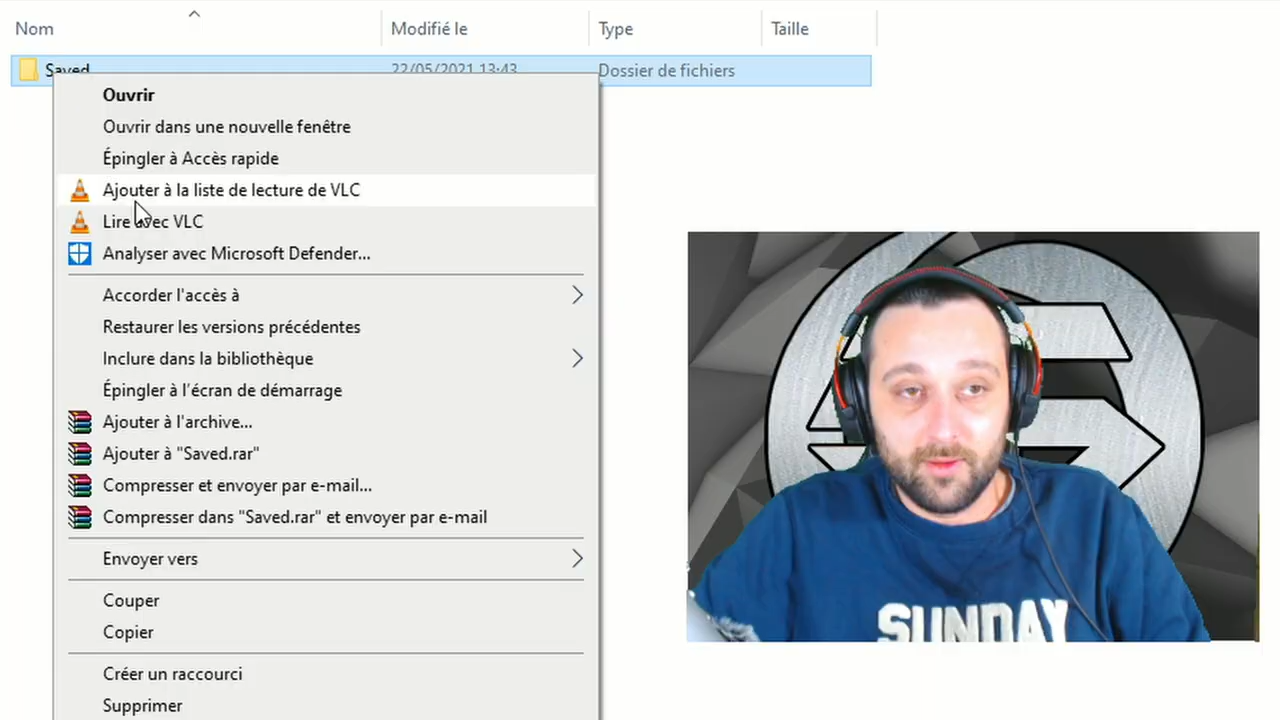 Nom Modifié le Type Taille
Saved 22/05/2021 13:43 Dossier de fichiers
Ouvrir
Ouvrir dans une nouvelle fenêtre
Épingler à Accès rapide
Ajouter à la liste de lecture de VLC
Lire avec VLC
Analyser avec Microsoft Defender...
Accorder l'accès à
Restaurer les versions précédentes
Inclure dans la bibliothèque
Épingler à l'écran de démarrage
Ajouter à l'archive...
Ajouter à "Saved.rar"
Compresser et envoyer par e-mail...
Compresser dans "Saved.rar" et envoyer par e-mail
Envoyer vers
Couper
Copier
Créer un raccourci
Supprimer
SUNDAY